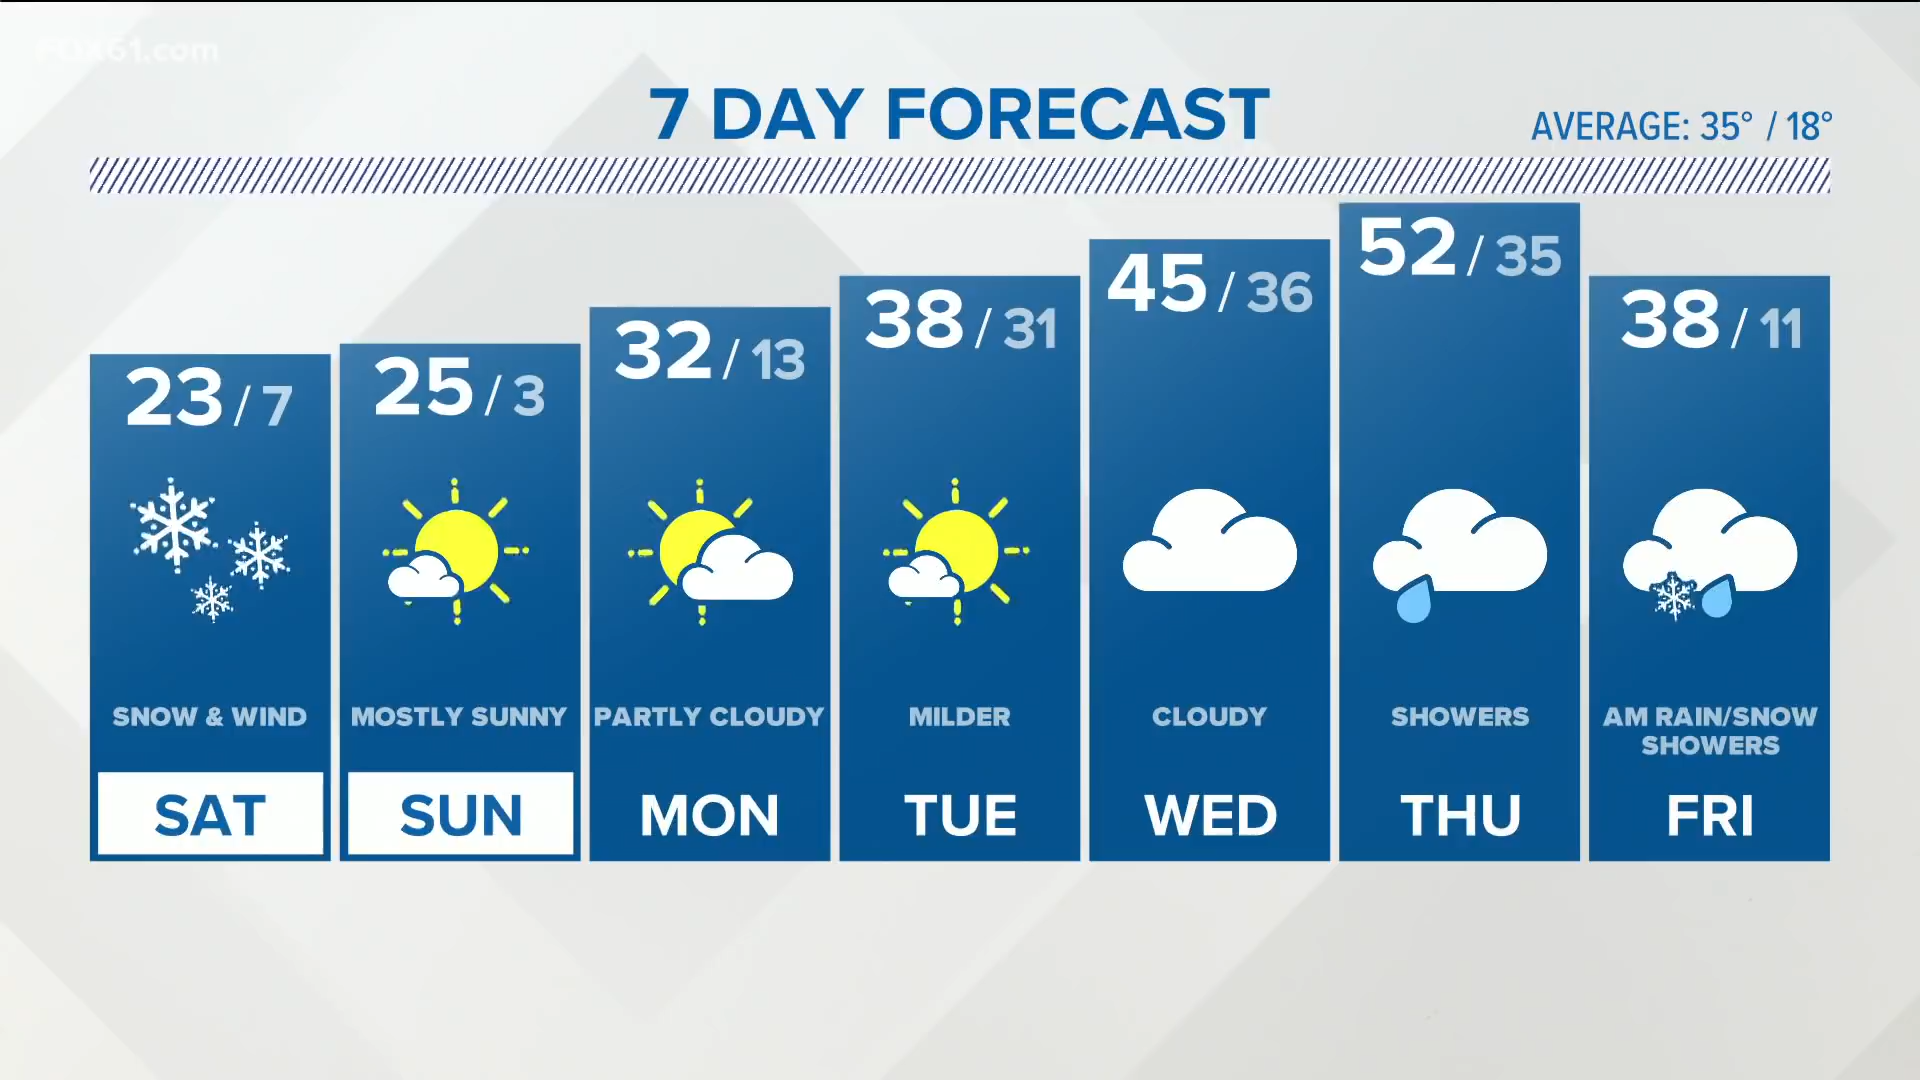 FOX61.com
7 DAY FORECAST
AVERAGE: 35° / 18°
23 / 7
25 / 3
32 / 13
38 / 31
45 / 36
52 / 35
38 / 11
SNOW & WIND
MOSTLY SUNNY
PARTLY CLOUDY
MILDER
CLOUDY
SHOWERS
AM RAIN/SNOW
SHOWERS
SAT
SUN
MON
TUE
WED
THU
FRI